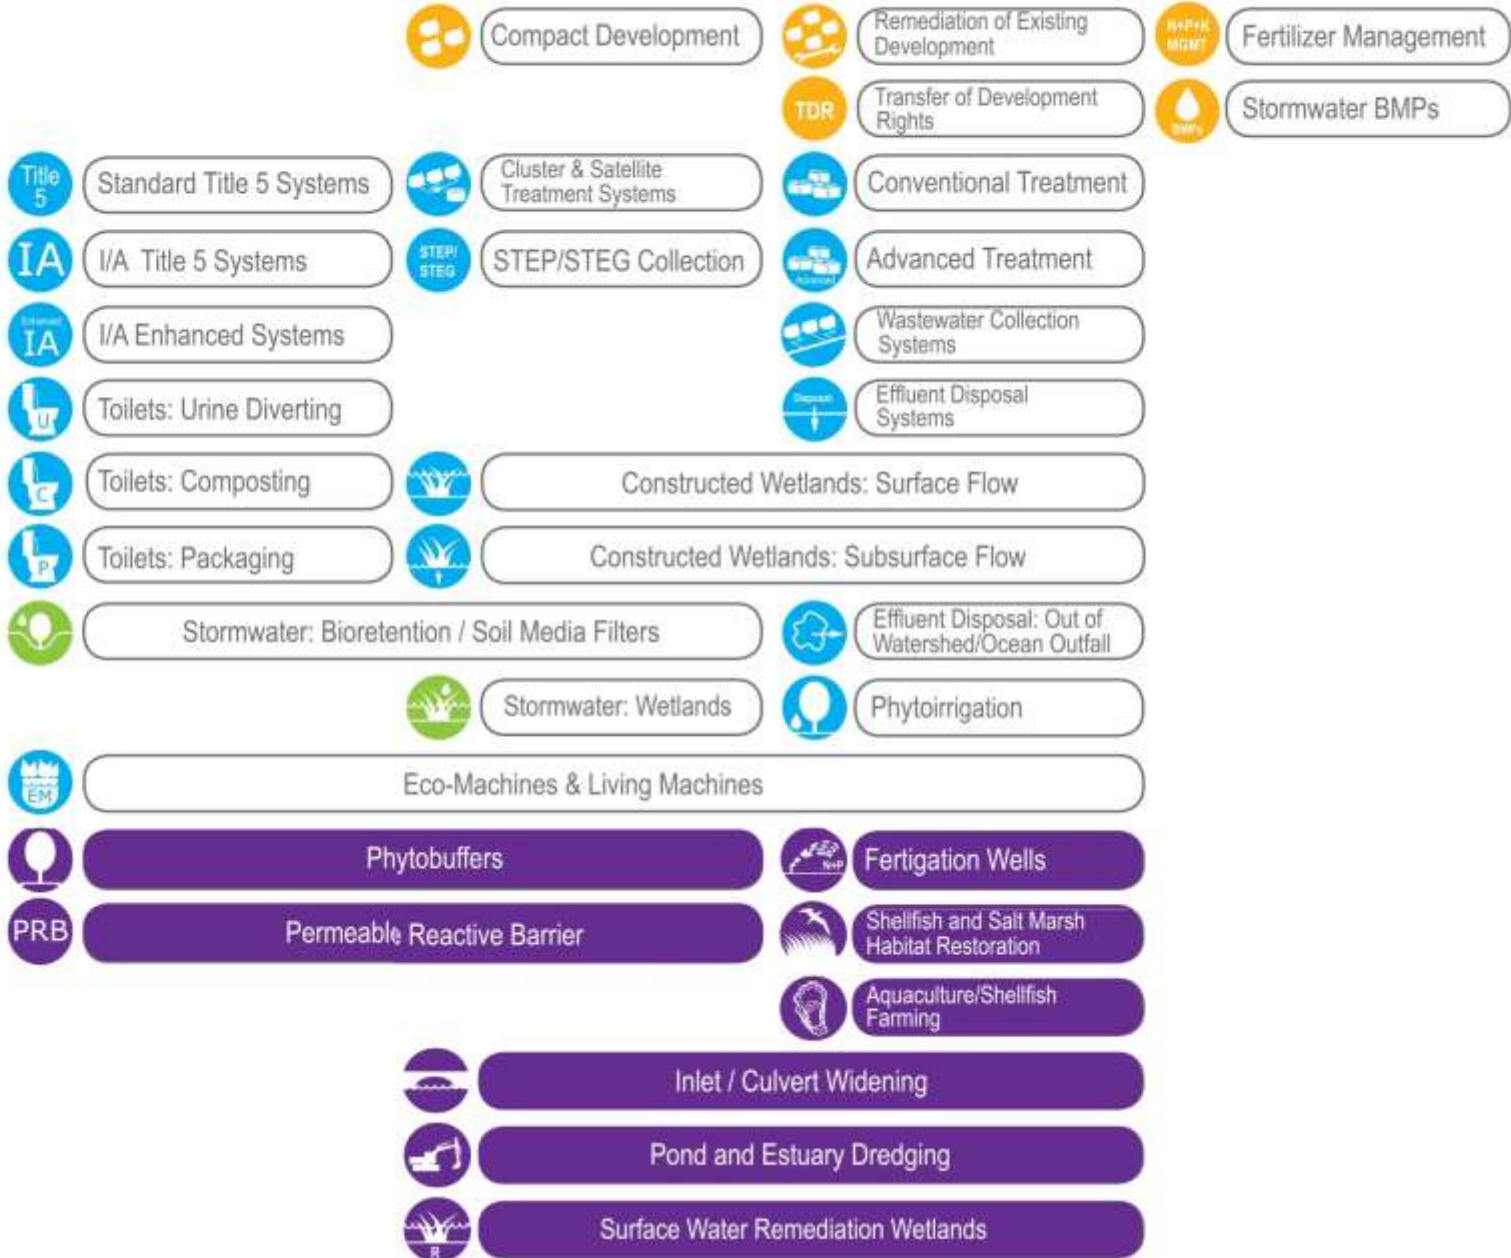 Compact Development
Remediation of Existing
Development
N+P+K
MGMT
Fertilizer Management
TDR
Transfer of Development
Rights
BMPs
Stormwater BMPs
Title
5
Standard Title 5 Systems
Cluster & Satellite
Treatment Systems
Conventional Treatment
IA
I/A Title 5 Systems
STEP/
STEG
STEP/STEG Collection
Advanced
Advanced Treatment
Enhanced
IA
I/A Enhanced Systems
Wastewater Collection
Systems
U
Toilets: Urine Diverting
Disposal
Effluent Disposal
Systems
C
Toilets: Composting
Constructed Wetlands: Surface Flow
P
Toilets: Packaging
Constructed Wetlands: Subsurface Flow
Stormwater: Bioretention / Soil Media Filters
Effluent Disposal: Out of
Watershed/Ocean Outfall
Stormwater: Wetlands
Phytoirrigation
EM
Eco-Machines & Living Machines
Phytobuffers
N+P
Fertigation Wells
PRB
Permeable Reactive Barrier
Shellfish and Salt Marsh
Habitat Restoration
Aquaculture/Shellfish
Farming
Inlet / Culvert Widening
Pond and Estuary Dredging
R
Surface Water Remediation Wetlands